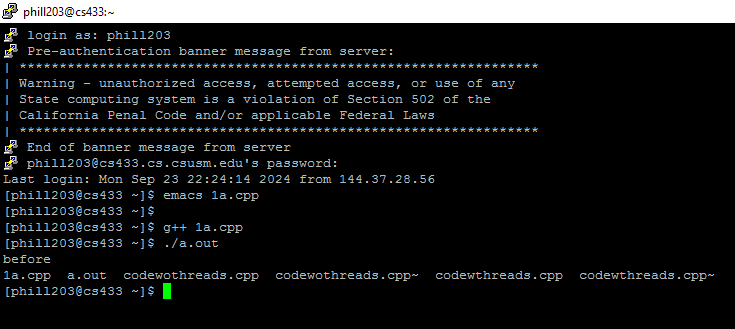 phill203@cs433:~
login as: phill203
Pre-authentication banner message from server:
| *****************************************************************
| Warning - unauthorized access, attempted access, or use of any
| State computing system is a violation of Section 502 of the
| California Penal Code and/or applicable Federal Laws
| *****************************************************************
End of banner message from server
phill203@cs433.cs.csusm.edu's password:
Last login: Mon Sep 23 22:24:14 2024 from 144.37.28.56
[phill203@cs433 ~]$ emacs 1a.cpp
[phill203@cs433 ~]$
[phill203@cs433 ~]$ g++ 1a.cpp
[phill203@cs433 ~]$ ./a.out
before
1a.cpp  a.out  codewothreads.cpp  codewothreads.cpp~  codewthreads.cpp  codewthreads.cpp~
[phill203@cs433 ~]$